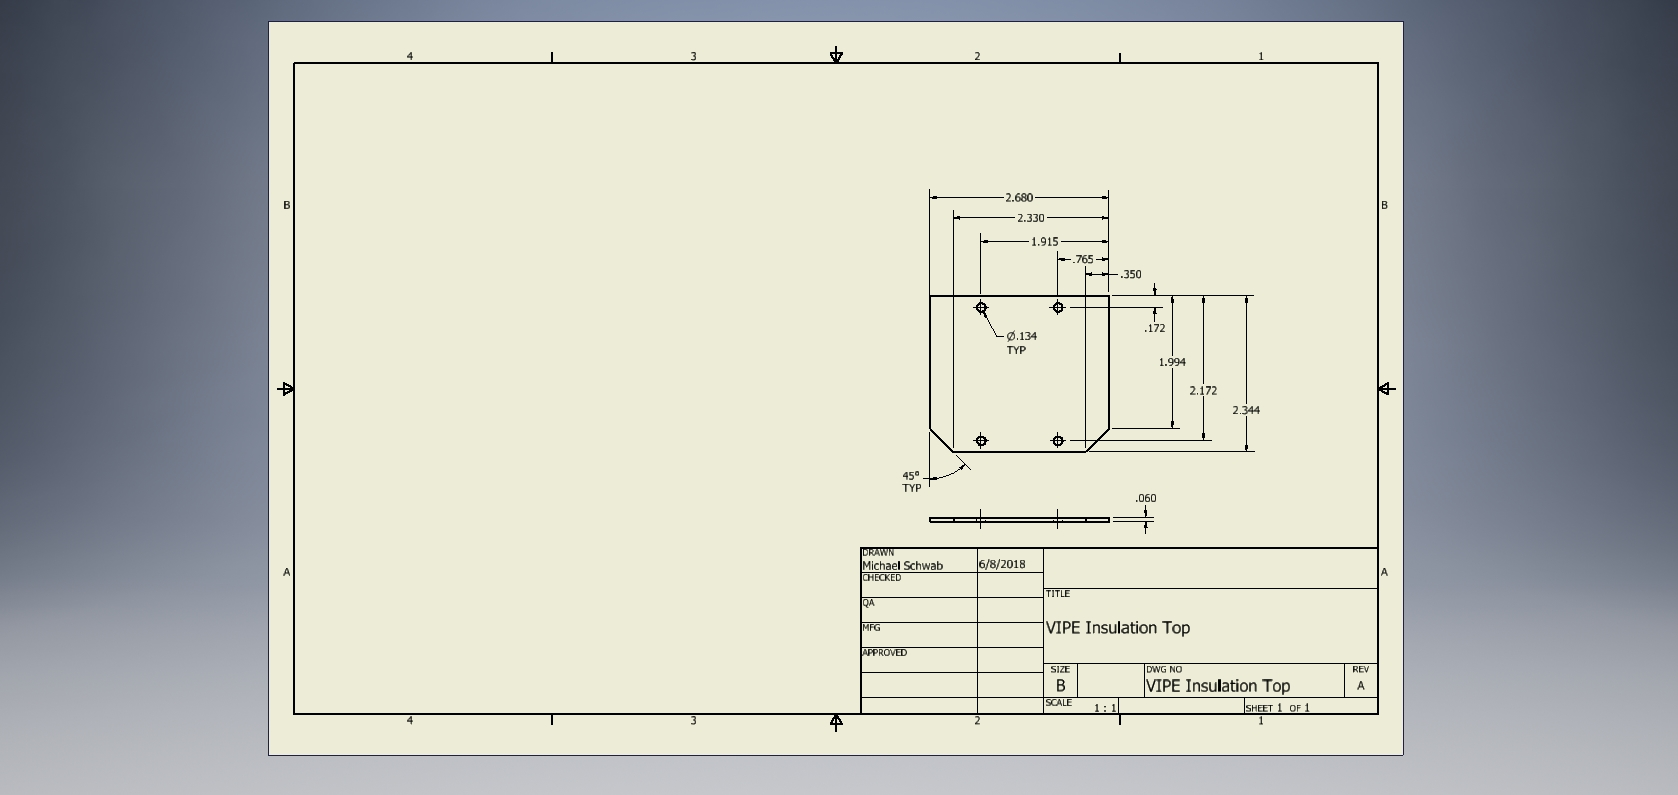 4 3 2 1
B B
2.680
2.330
1.915
.765
.350
.172
Ø.134
TYP
1.994
2.172
2.344
45°
TYP
.060
A A
DRAWN
Michael Schwab 6/8/2018
CHECKED
QA
MFG
APPROVED
TITLE
VIPE Insulation Top
SIZE
B
DWG NO
VIPE Insulation Top
REV
A
SCALE 1 : 1
SHEET 1 OF 1
4 3 2 1